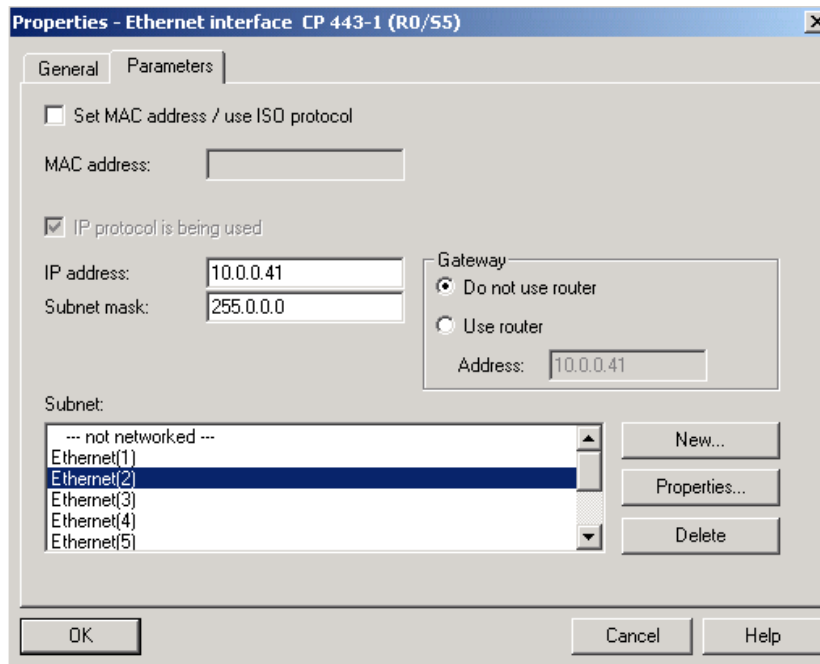 Properties - Ethernet interface CP 443-1 (R0/S5)
General
Parameters
Set MAC address / use ISO protocol
MAC address:
IP protocol is being used
IP address:
10.0.0.41
Subnet mask:
255.0.0.0
Gateway
Do not use router
Use router
Address:
10.0.0.41
Subnet:
--- not networked ---
Ethernet(1)
Ethernet(2)
Ethernet(3)
Ethernet(4)
Ethernet(5)
New...
Properties...
Delete
OK
Cancel
Help